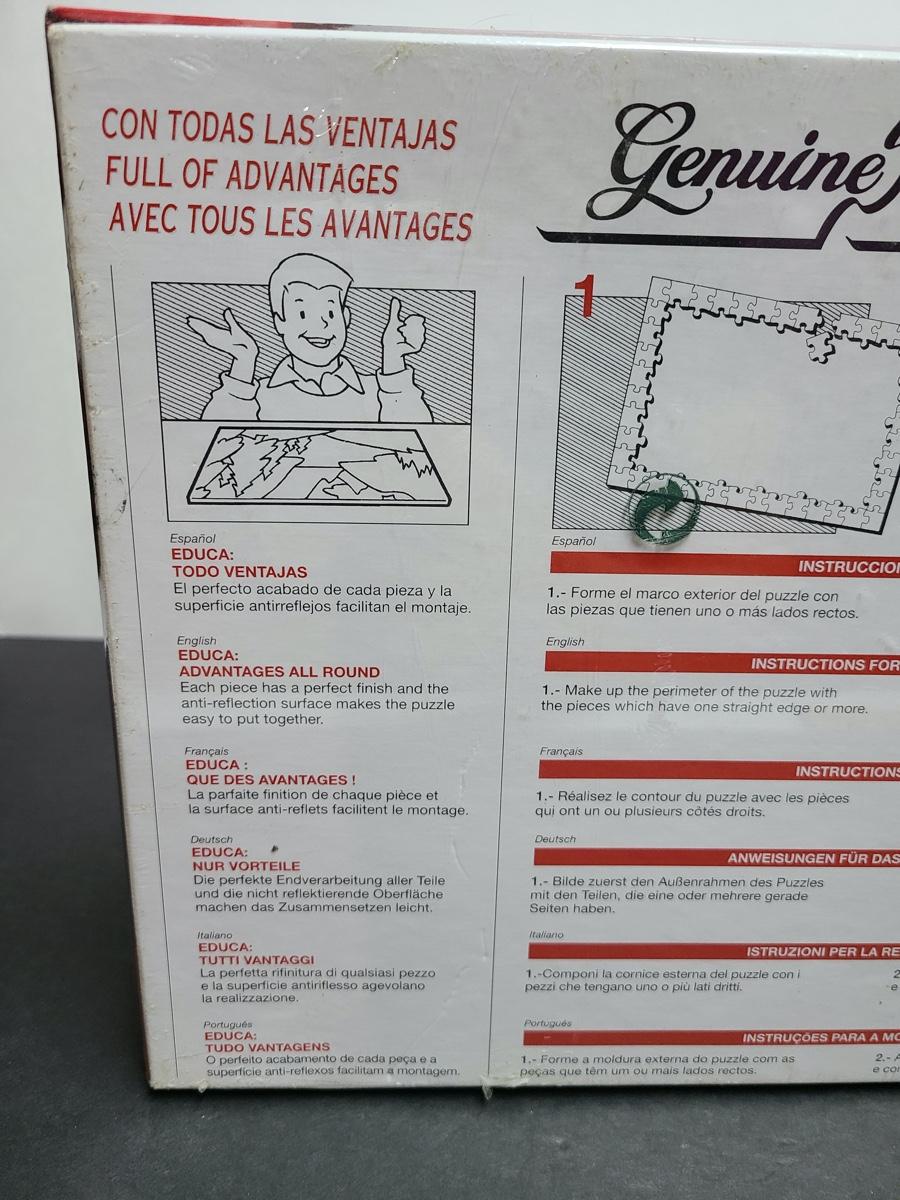 CON TODAS LAS VENTAJAS
FULL OF ADVANTAGES
AVEC TOUS LES AVANTAGES
Español
EDUCA:
TODO VENTAJAS
El perfecto acabado de cada pieza y la
superficie antirreflejos facilitan el montaje.
English
EDUCA:
ADVANTAGES ALL ROUND
Each piece has a perfect finish and the
anti-reflection surface makes the puzzle
easy to put together.
Français
EDUCA :
QUE DES AVANTAGES !
La parfaite finition de chaque pièce et
la surface anti-reflets facilitent le montage.
Deutsch
EDUCA:
NUR VORTEILE
Die perfekte Endverarbeitung aller Teile
und die nicht reflektierende Oberfläche
machen das Zusammensetzen leicht.
Italiano
EDUCA:
TUTTI VANTAGGI
La perfetta rifinitura di qualsiasi pezzo
e la superficie antiriflesso agevolano
la realizzazione.
Português
EDUCA:
TUDO VANTAGENS
O perfeito acabamento de cada peça e a
superficie anti-reflexos facilitam a montagem.
Genuine
1
Español
INSTRUCCIO
1.- Forme el marco exterior del puzzle con
las piezas que tienen uno o más lados rectos.
English
INSTRUCTIONS FOR
1.- Make up the perimeter of the puzzle with
the pieces which have one straight edge or more.
Français
INSTRUCTIONS
1.- Réalisez le contour du puzzle avec les pièces
qui ont un ou plusieurs côtés droits.
Deutsch
ANWEISUNGEN FÜR DAS
1.- Bilde zuerst den Außenrahmen des Puzzles
mit den Teilen, die eine oder mehrere gerade
Seiten haben.
Italiano
ISTRUZIONI PER LA RE
1.-Componi la cornice esterna del puzzle con i
pezzi che tengano uno o più lati dritti.
2
e
Português
INSTRUÇÕES PARA A MO
1.- Forme a moldura externa do puzzle com as
peças que têm um ou mais lados rectos.
2.- A
e co